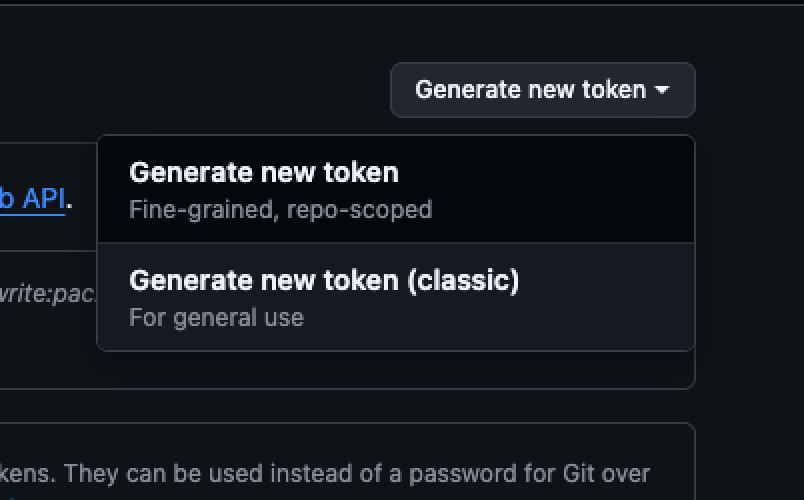 Generate new token
Generate new token
Fine-grained, repo-scoped
b API.
Generate new token (classic)
write:pac
For general use
kens. They can be used instead of a password for Git over